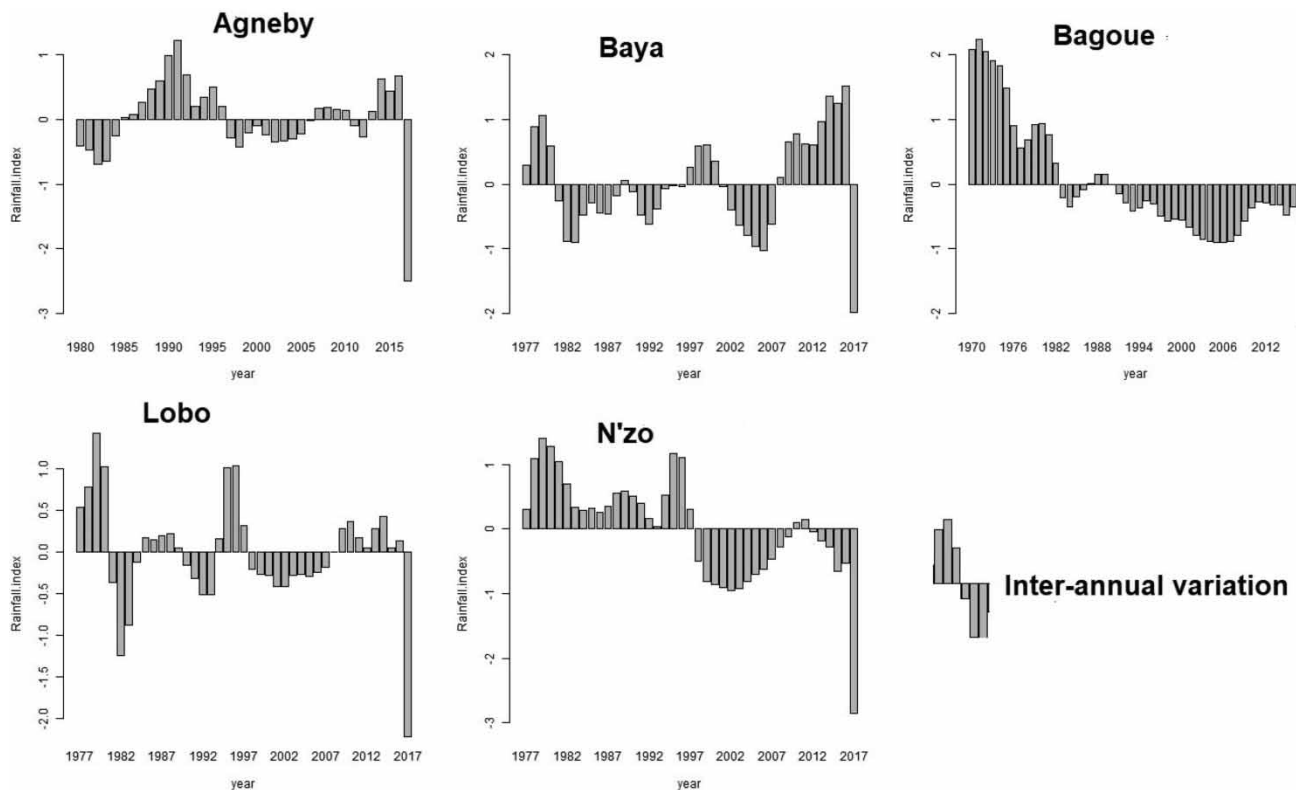 Agneby
Rainfall.index
1
0
-1
-2
-3
1980 1985 1990 1995 2000 2005 2010 2015
year
Baya
Rainfall.index
2
1
0
-1
-2
1977 1982 1987 1992 1997 2002 2007 2012 2017
year
Bagoue
Rainfall.index
2
1
0
-1
-2
1970 1976 1982 1988 1994 2000 2006 2012
year
Lobo
Rainfall.index
1.0
0.5
0.0
-0.5
-1.0
-1.5
-2.0
1977 1982 1987 1992 1997 2002 2007 2012 2017
year
N'zo
Rainfall.index
1
0
-1
-2
-3
1977 1982 1987 1992 1997 2002 2007 2012 2017
year
Inter-annual variation